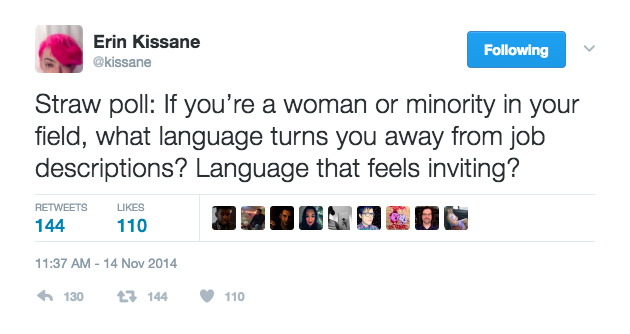 Erin Kissane
@kissane
Following
Straw poll: If you’re a woman or minority in your
field, what language turns you away from job
descriptions? Language that feels inviting?
RETWEETS LIKES
144 110
11:37 AM - 14 Nov 2014
130 144 110